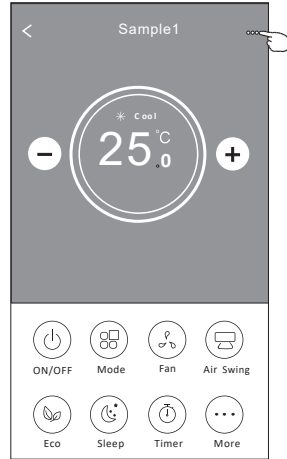 Sample1
Cool
25.0°C
ON/OFF Mode Fan Air Swing
Eco Sleep Timer More